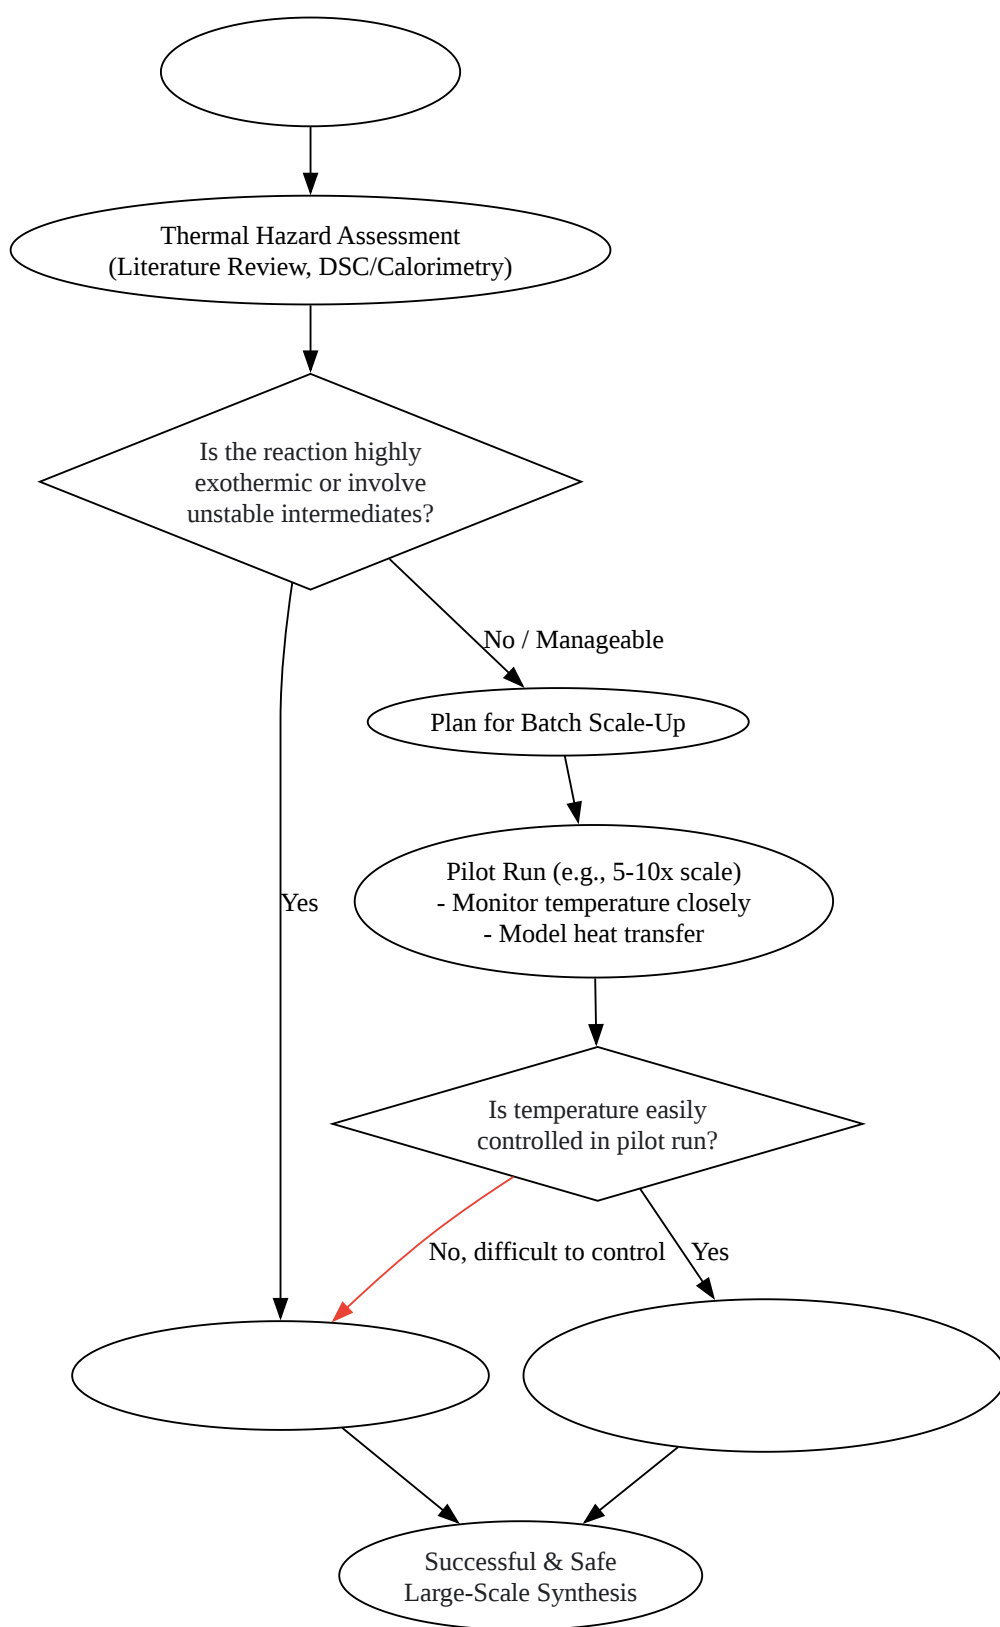 Thermal Hazard Assessment
(Literature Review, DSC/Calorimetry)
Is the reaction highly
exothermic or involve
unstable intermediates?
No / Manageable
Plan for Batch Scale-Up
Pilot Run (e.g., 5-10x scale)
- Monitor temperature closely
- Model heat transfer
Yes
Is temperature easily
controlled in pilot run?
No, difficult to control
Yes
Successful & Safe
Large-Scale Synthesis